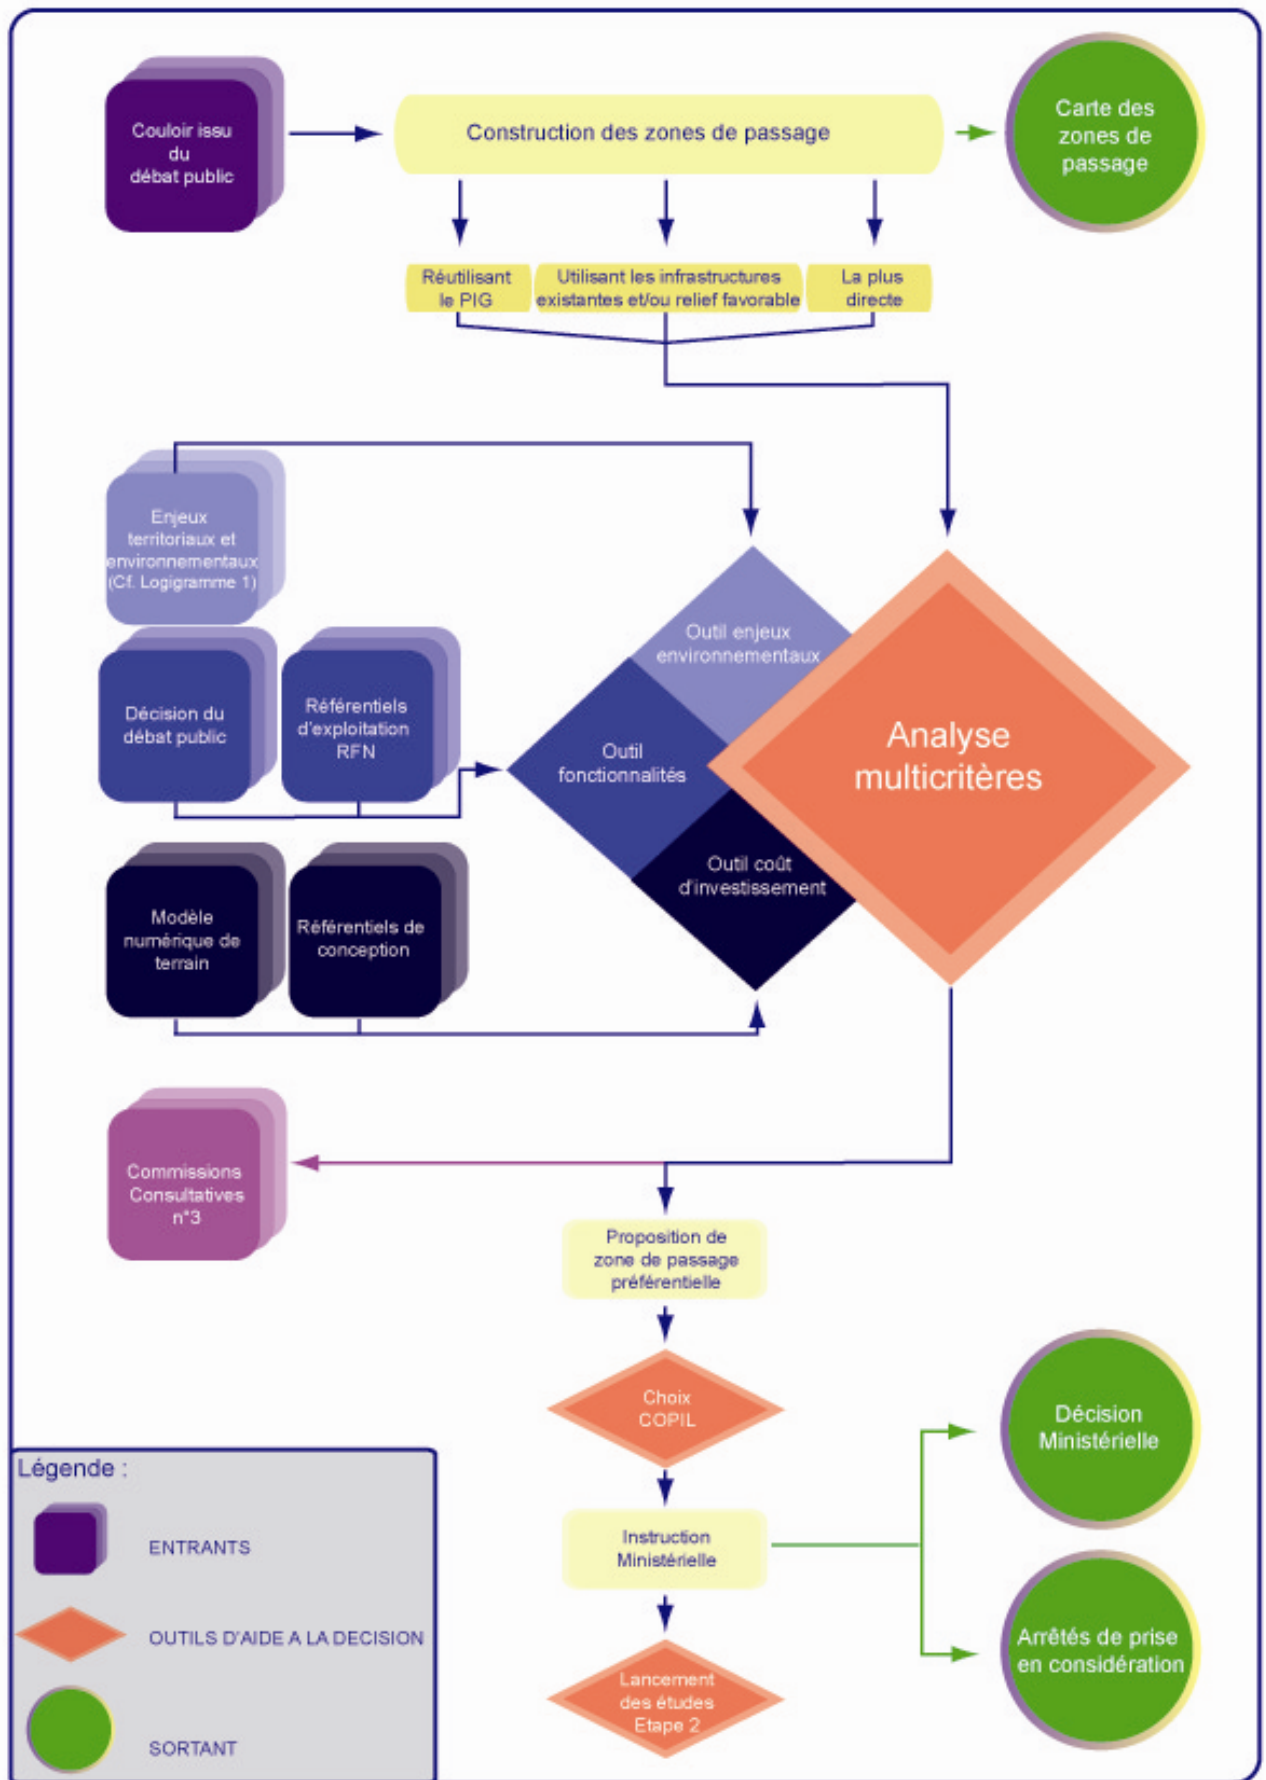 Couloir issu
du
débat public
Construction des zones de passage
Carte des
zones de
passage
Réutilisant
le PIG
Utilisant les infrastructures
existantes et/ou relief favorable
La plus
directe
Enjeux
territoriaux et
environnementaux
(Cf. Logigramme 1)
Décision du
débat public
Référentiels
d'exploitation
RFN
Modèle
numérique de
terrain
Référentiels de
conception
Outil enjeux
environnementaux
Outil
fonctionnalités
Outil coût
d'investissement
Analyse
multicritères
Commissions
Consultatives
n°3
Proposition de
zone de passage
préférentielle
Choix
COPIL
Instruction
Ministérielle
Lancement
des études
Etape 2
Décision
Ministérielle
Arrêtés de prise
en considération
Légende :
ENTRANTS
OUTILS D'AIDE A LA DECISION
SORTANT